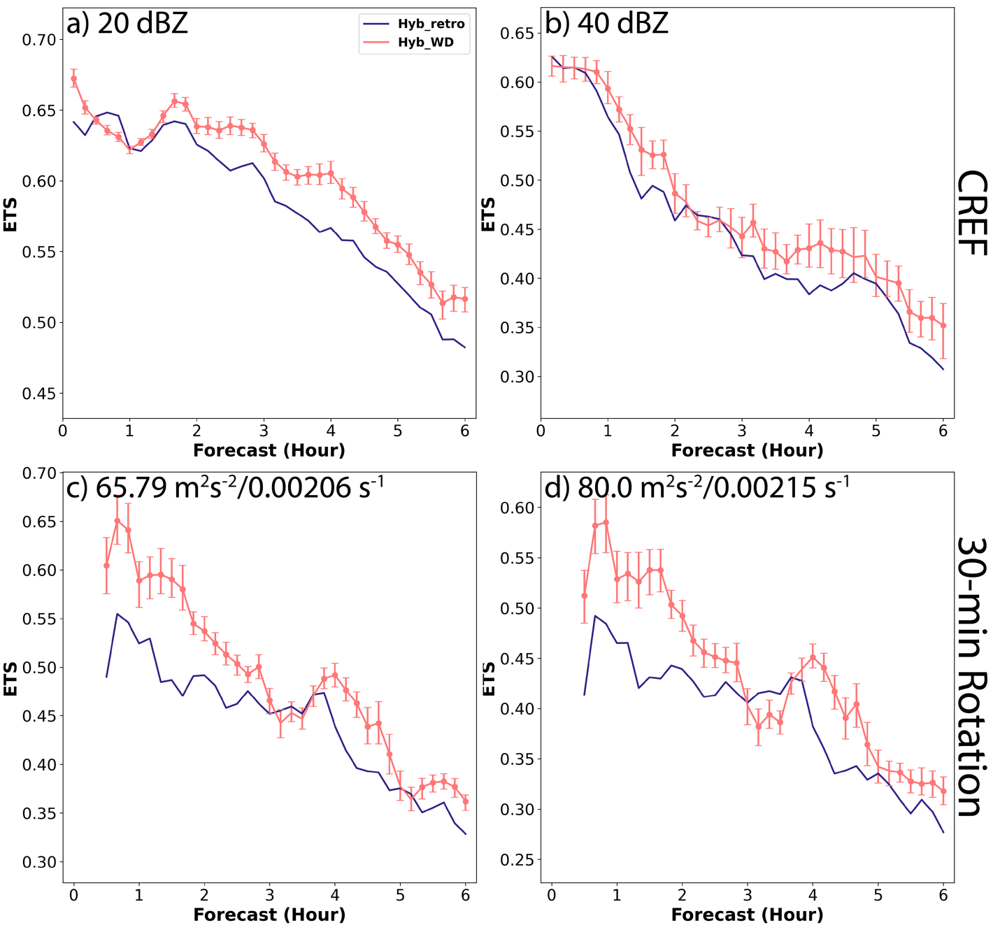 a) 20 dBZ
Hyb_retro
Hyb_WD
0.70
0.65
0.60
0.55
0.50
0.45
ETS
0 1 2 3 4 5 6
Forecast (Hour)
b) 40 dBZ
0.65
0.60
0.55
0.50
0.45
0.40
0.35
0.30
ETS
0 1 2 3 4 5 6
Forecast (Hour)
CREF
c) 65.79 m²s⁻²/0.00206 s⁻¹
0.70
0.65
0.60
0.55
0.50
0.45
0.40
0.35
0.30
ETS
0 1 2 3 4 5 6
Forecast (Hour)
d) 80.0 m²s⁻²/0.00215 s⁻¹
0.60
0.55
0.50
0.45
0.40
0.35
0.30
0.25
ETS
0 1 2 3 4 5 6
Forecast (Hour)
30-min Rotation